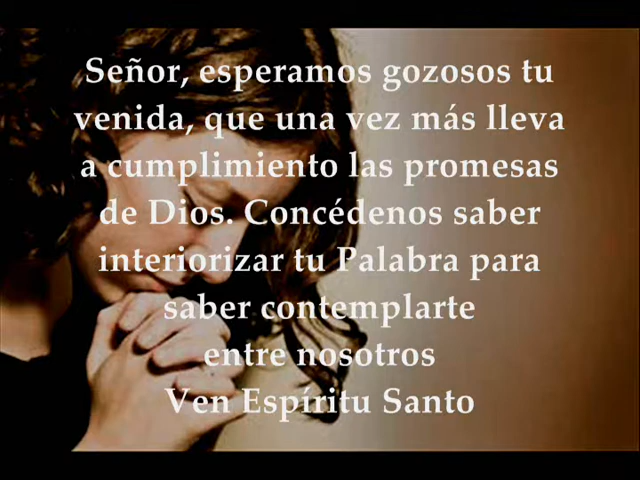 Señor, esperamos gozosos tu
venida, que una vez más lleva
a cumplimiento las promesas
de Dios. Concédenos saber
interiorizar tu Palabra para
saber contemplarte
entre nosotros
Ven Espíritu Santo